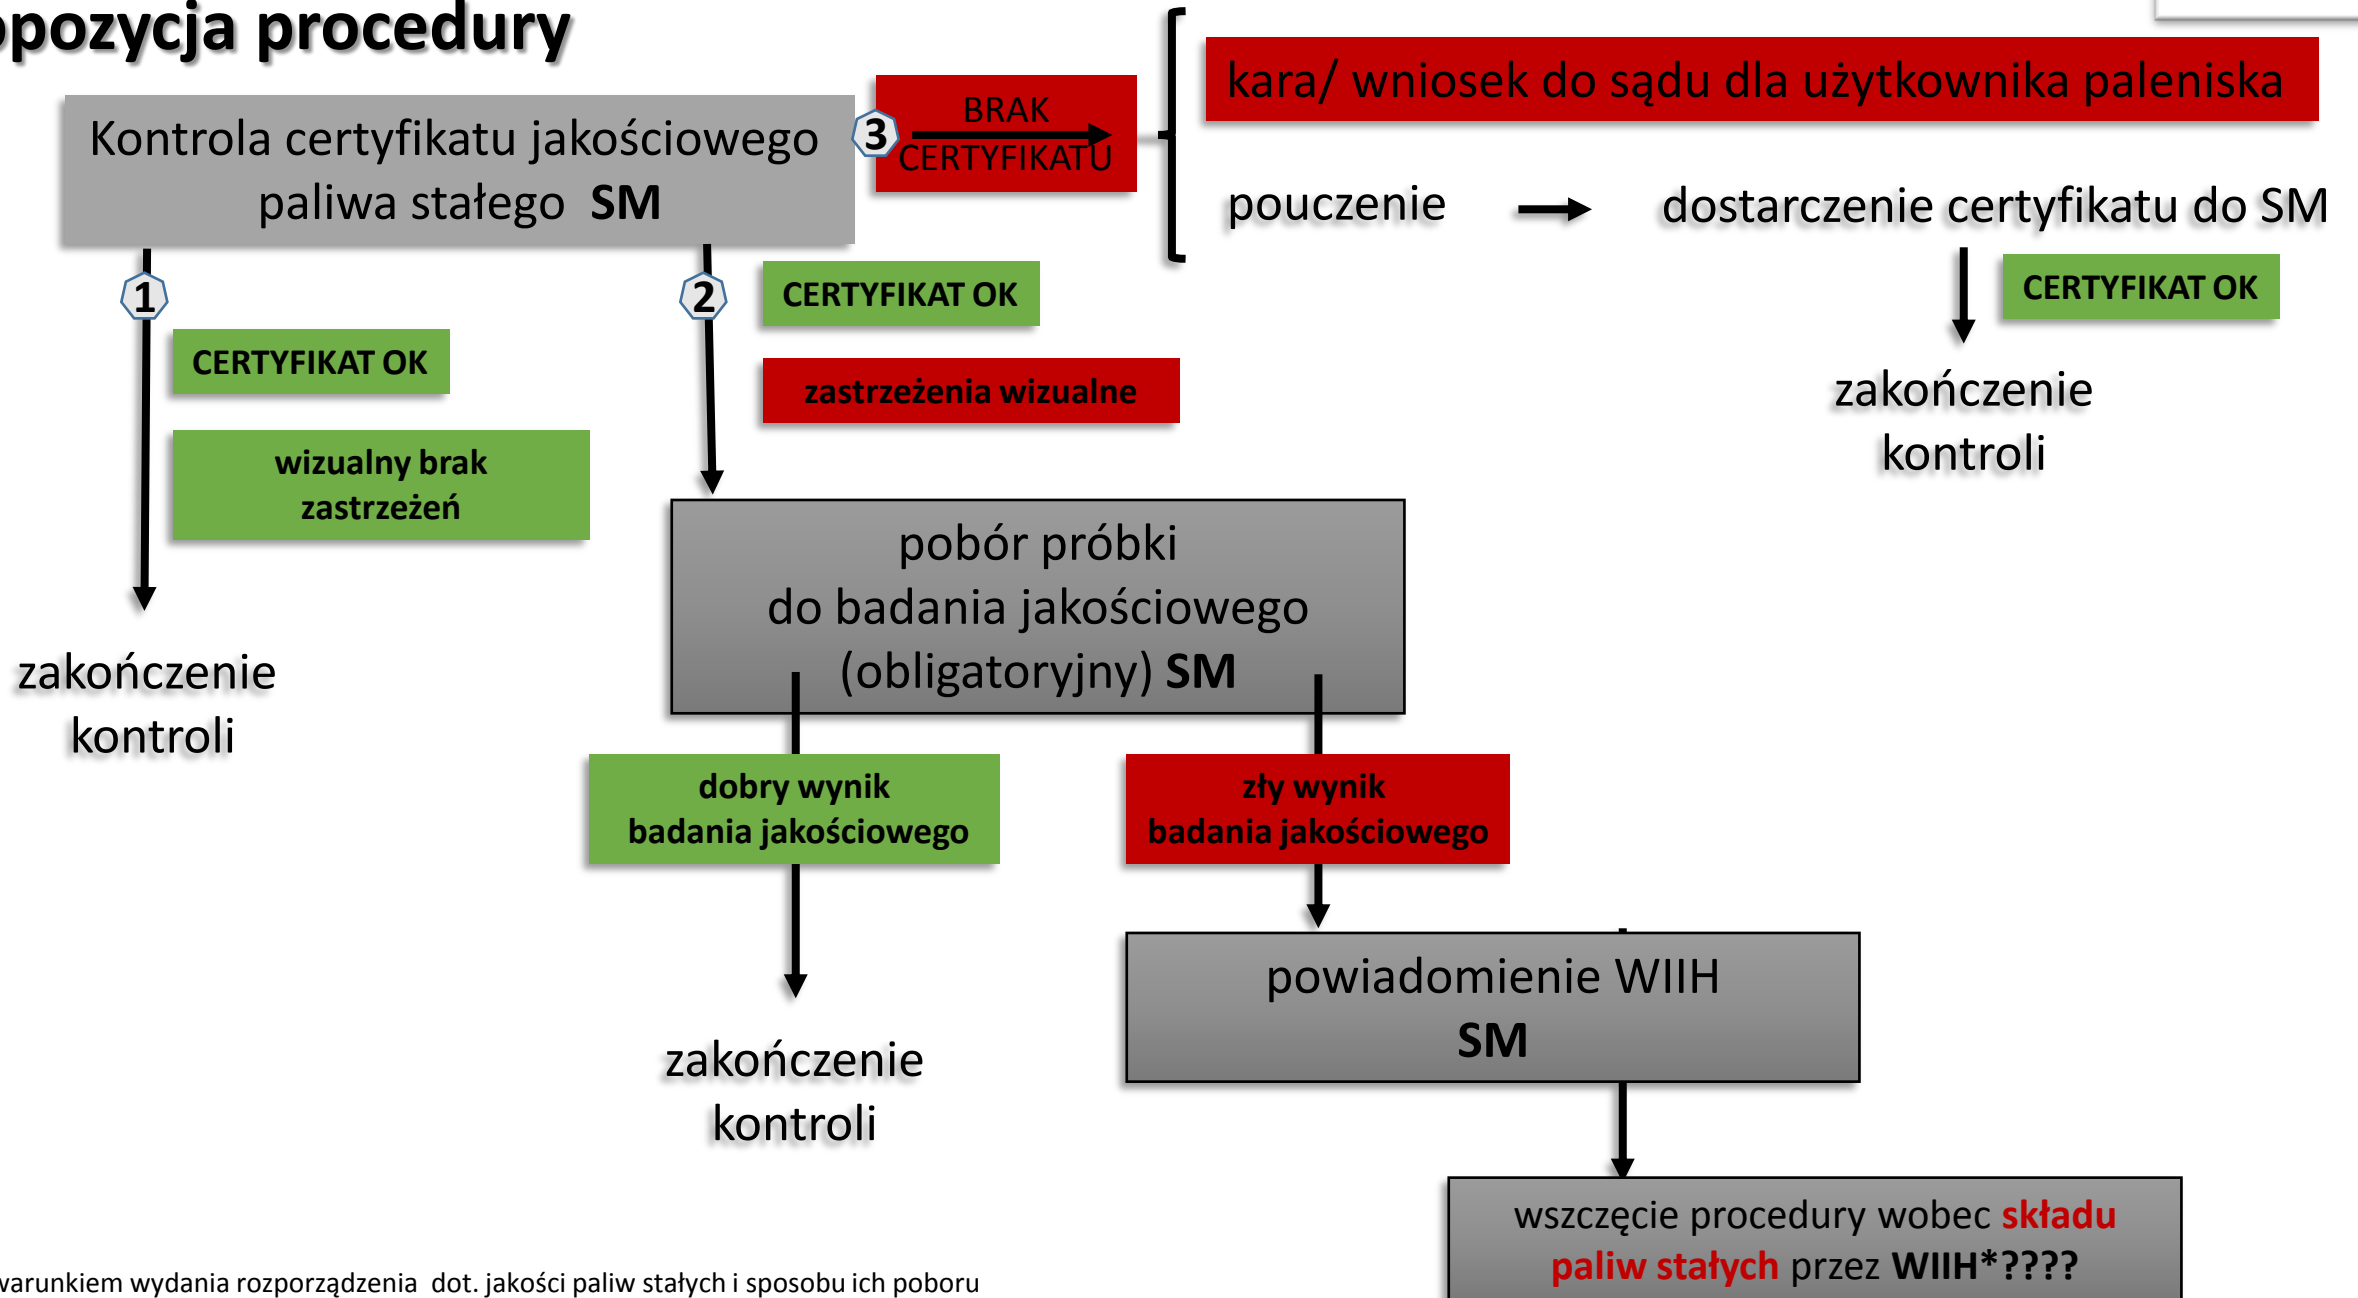 pozycja procedury
kara/ wniosek do sądu dla użytkownika paleniska
Kontrola certyfikatu jakościowego
paliwa stałego SM
3
BRAK
CERTYFIKATU
pouczenie
dostarczenie certyfikatu do SM
1
2
CERTYFIKAT OK
CERTYFIKAT OK
CERTYFIKAT OK
zastrzeżenia wizualne
wizualny brak
zastrzeżeń
zakończenie
kontroli
pobór próbki
do badania jakościowego
(obligatoryjny) SM
zakończenie
kontroli
dobry wynik
badania jakościowego
zły wynik
badania jakościowego
powiadomienie WIIH
SM
zakończenie
kontroli
wszczęcie procedury wobec składu
paliw stałych przez WIIH*????
warunkiem wydania rozporządzenia dot. jakości paliw stałych i sposobu ich poboru